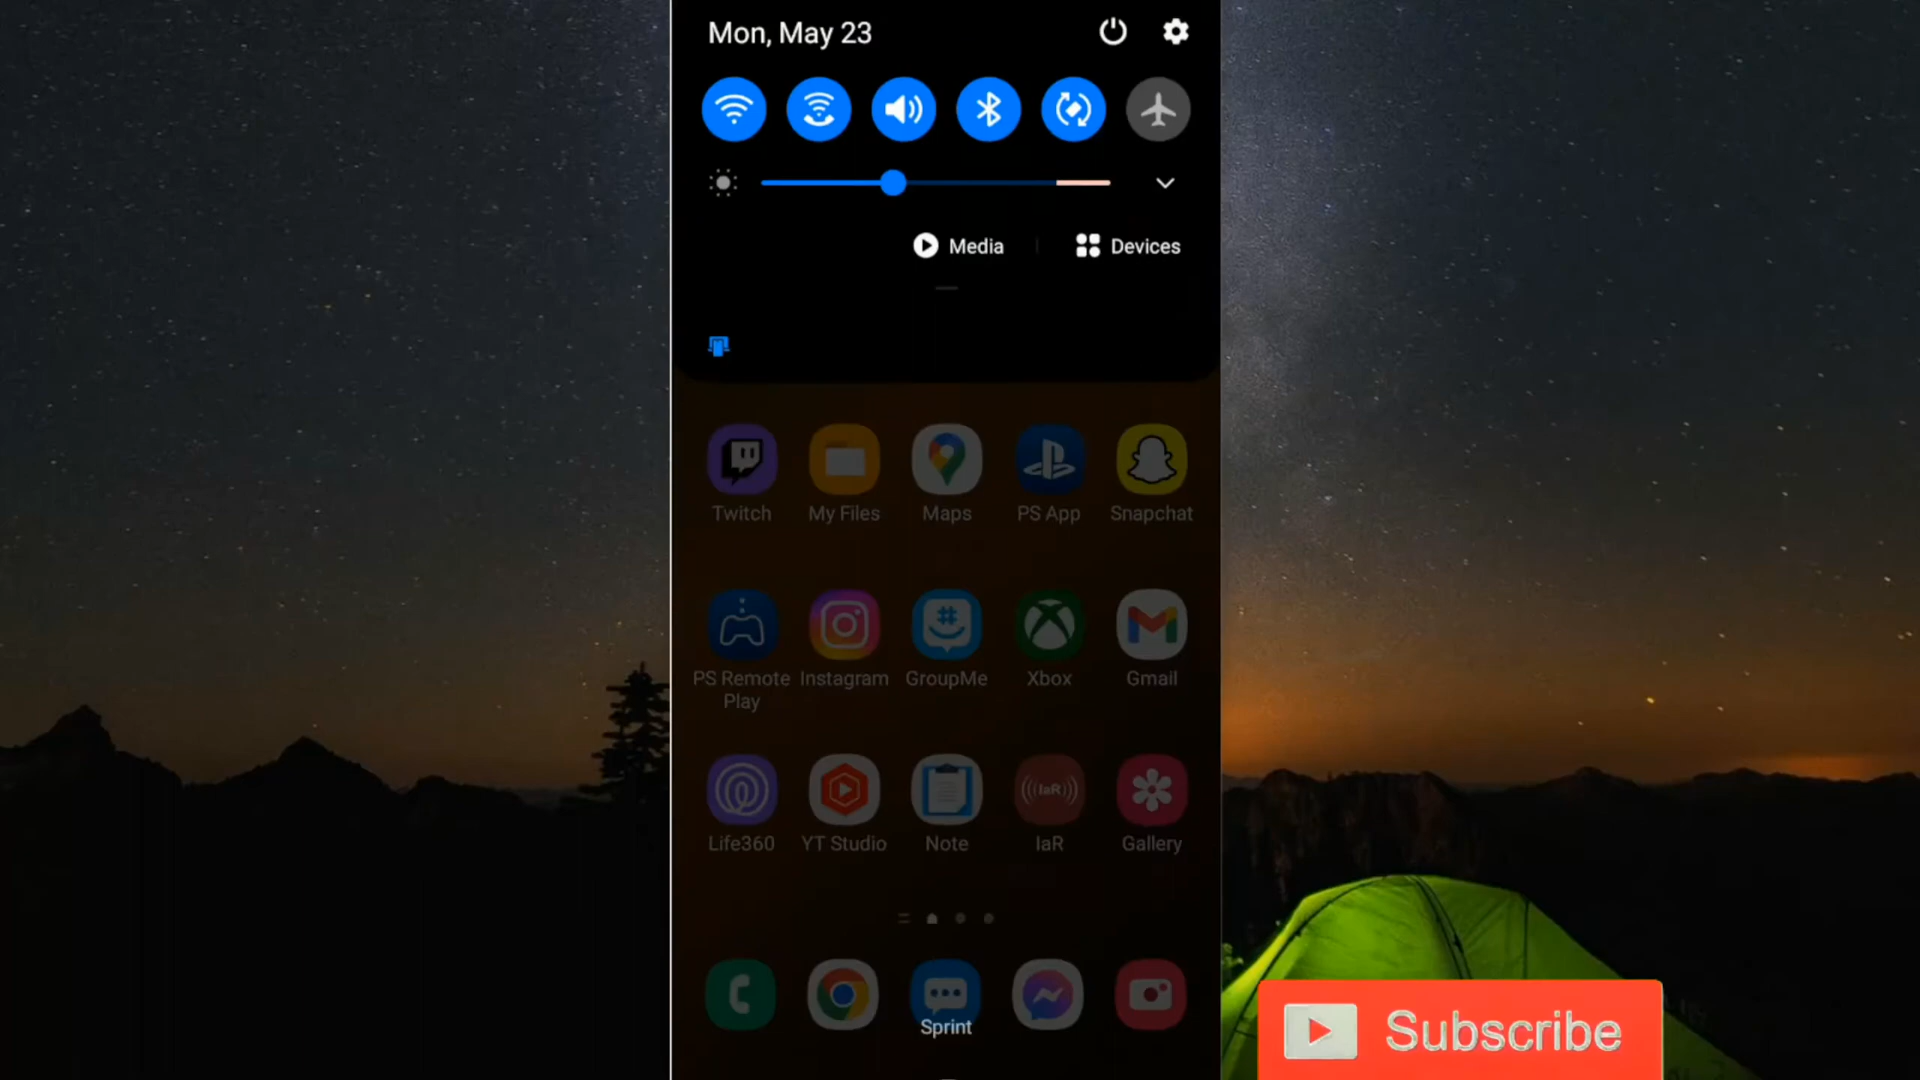 Mon, May 23
Media
Devices
Twitch
My Files
Maps
PS App
Snapchat
PS Remote Play
Instagram
GroupMe
Xbox
Gmail
Life360
YT Studio
Note
((((IaR))))
IaR
Gallery
Sprint
Subscribe